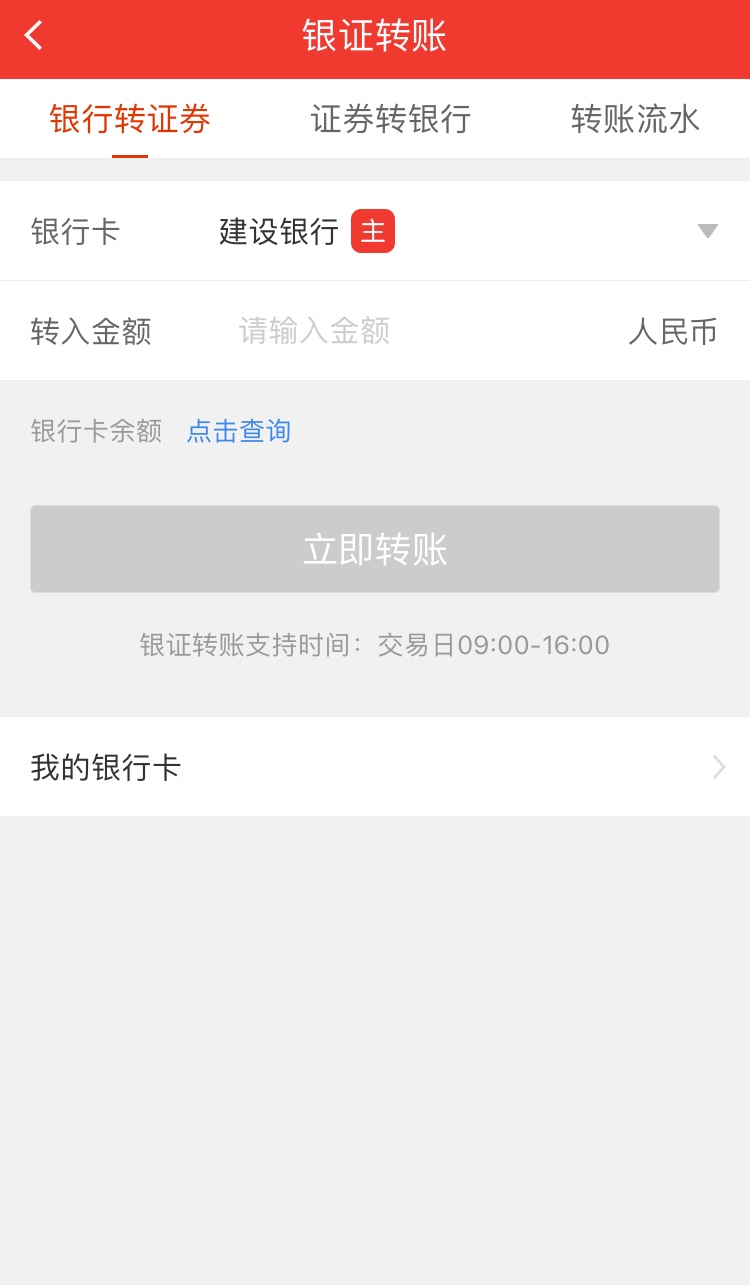 银证转账
银行转证券 证券转银行 转账流水
银行卡 建设银行 主
转入金额 请输入金额 人民币
银行卡余额 点击查询
立即转账
银证转账支持时间：交易日09:00-16:00
我的银行卡